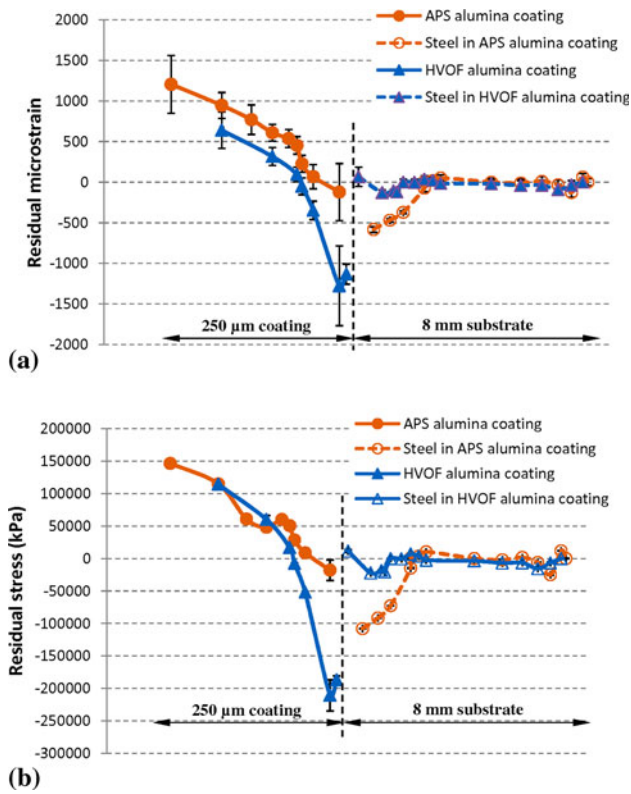 2000
1500
1000
500
0
-500
-1000
-1500
-2000
Residual microstrain
APS alumina coating
Steel in APS alumina coating
HVOF alumina coating
Steel in HVOF alumina coating
250 µm coating
8 mm substrate
(a)
200000
150000
100000
50000
0
-50000
-100000
-150000
-200000
-250000
-300000
Residual stress (kPa)
APS alumina coating
Steel in APS alumina coating
HVOF alumina coating
Steel in HVOF alumina coating
250 µm coating
8 mm substrate
(b)